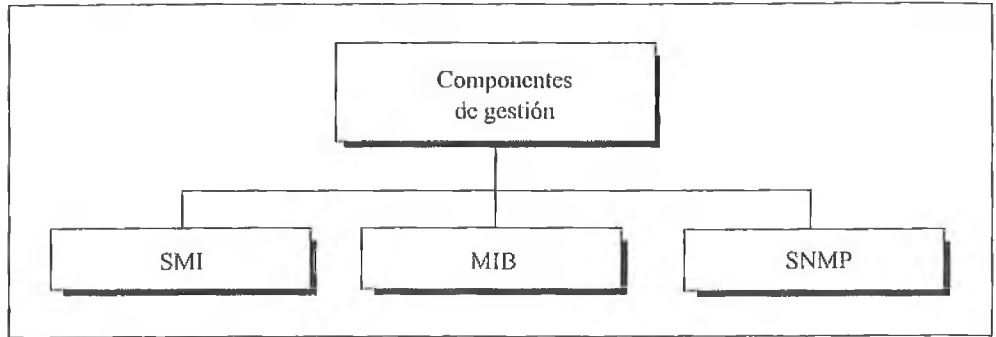 Componentes
de gestión
SMI
MIB
SNMP